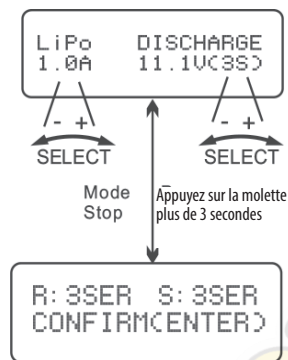 LiPo DISCHARGE
1.0A 11.1V(3S)
- + - +
SELECT SELECT
Mode
Stop
Appuyez sur la molette
plus de 3 secondes
R:3SER S:3SER
CONFIRM(ENTER)